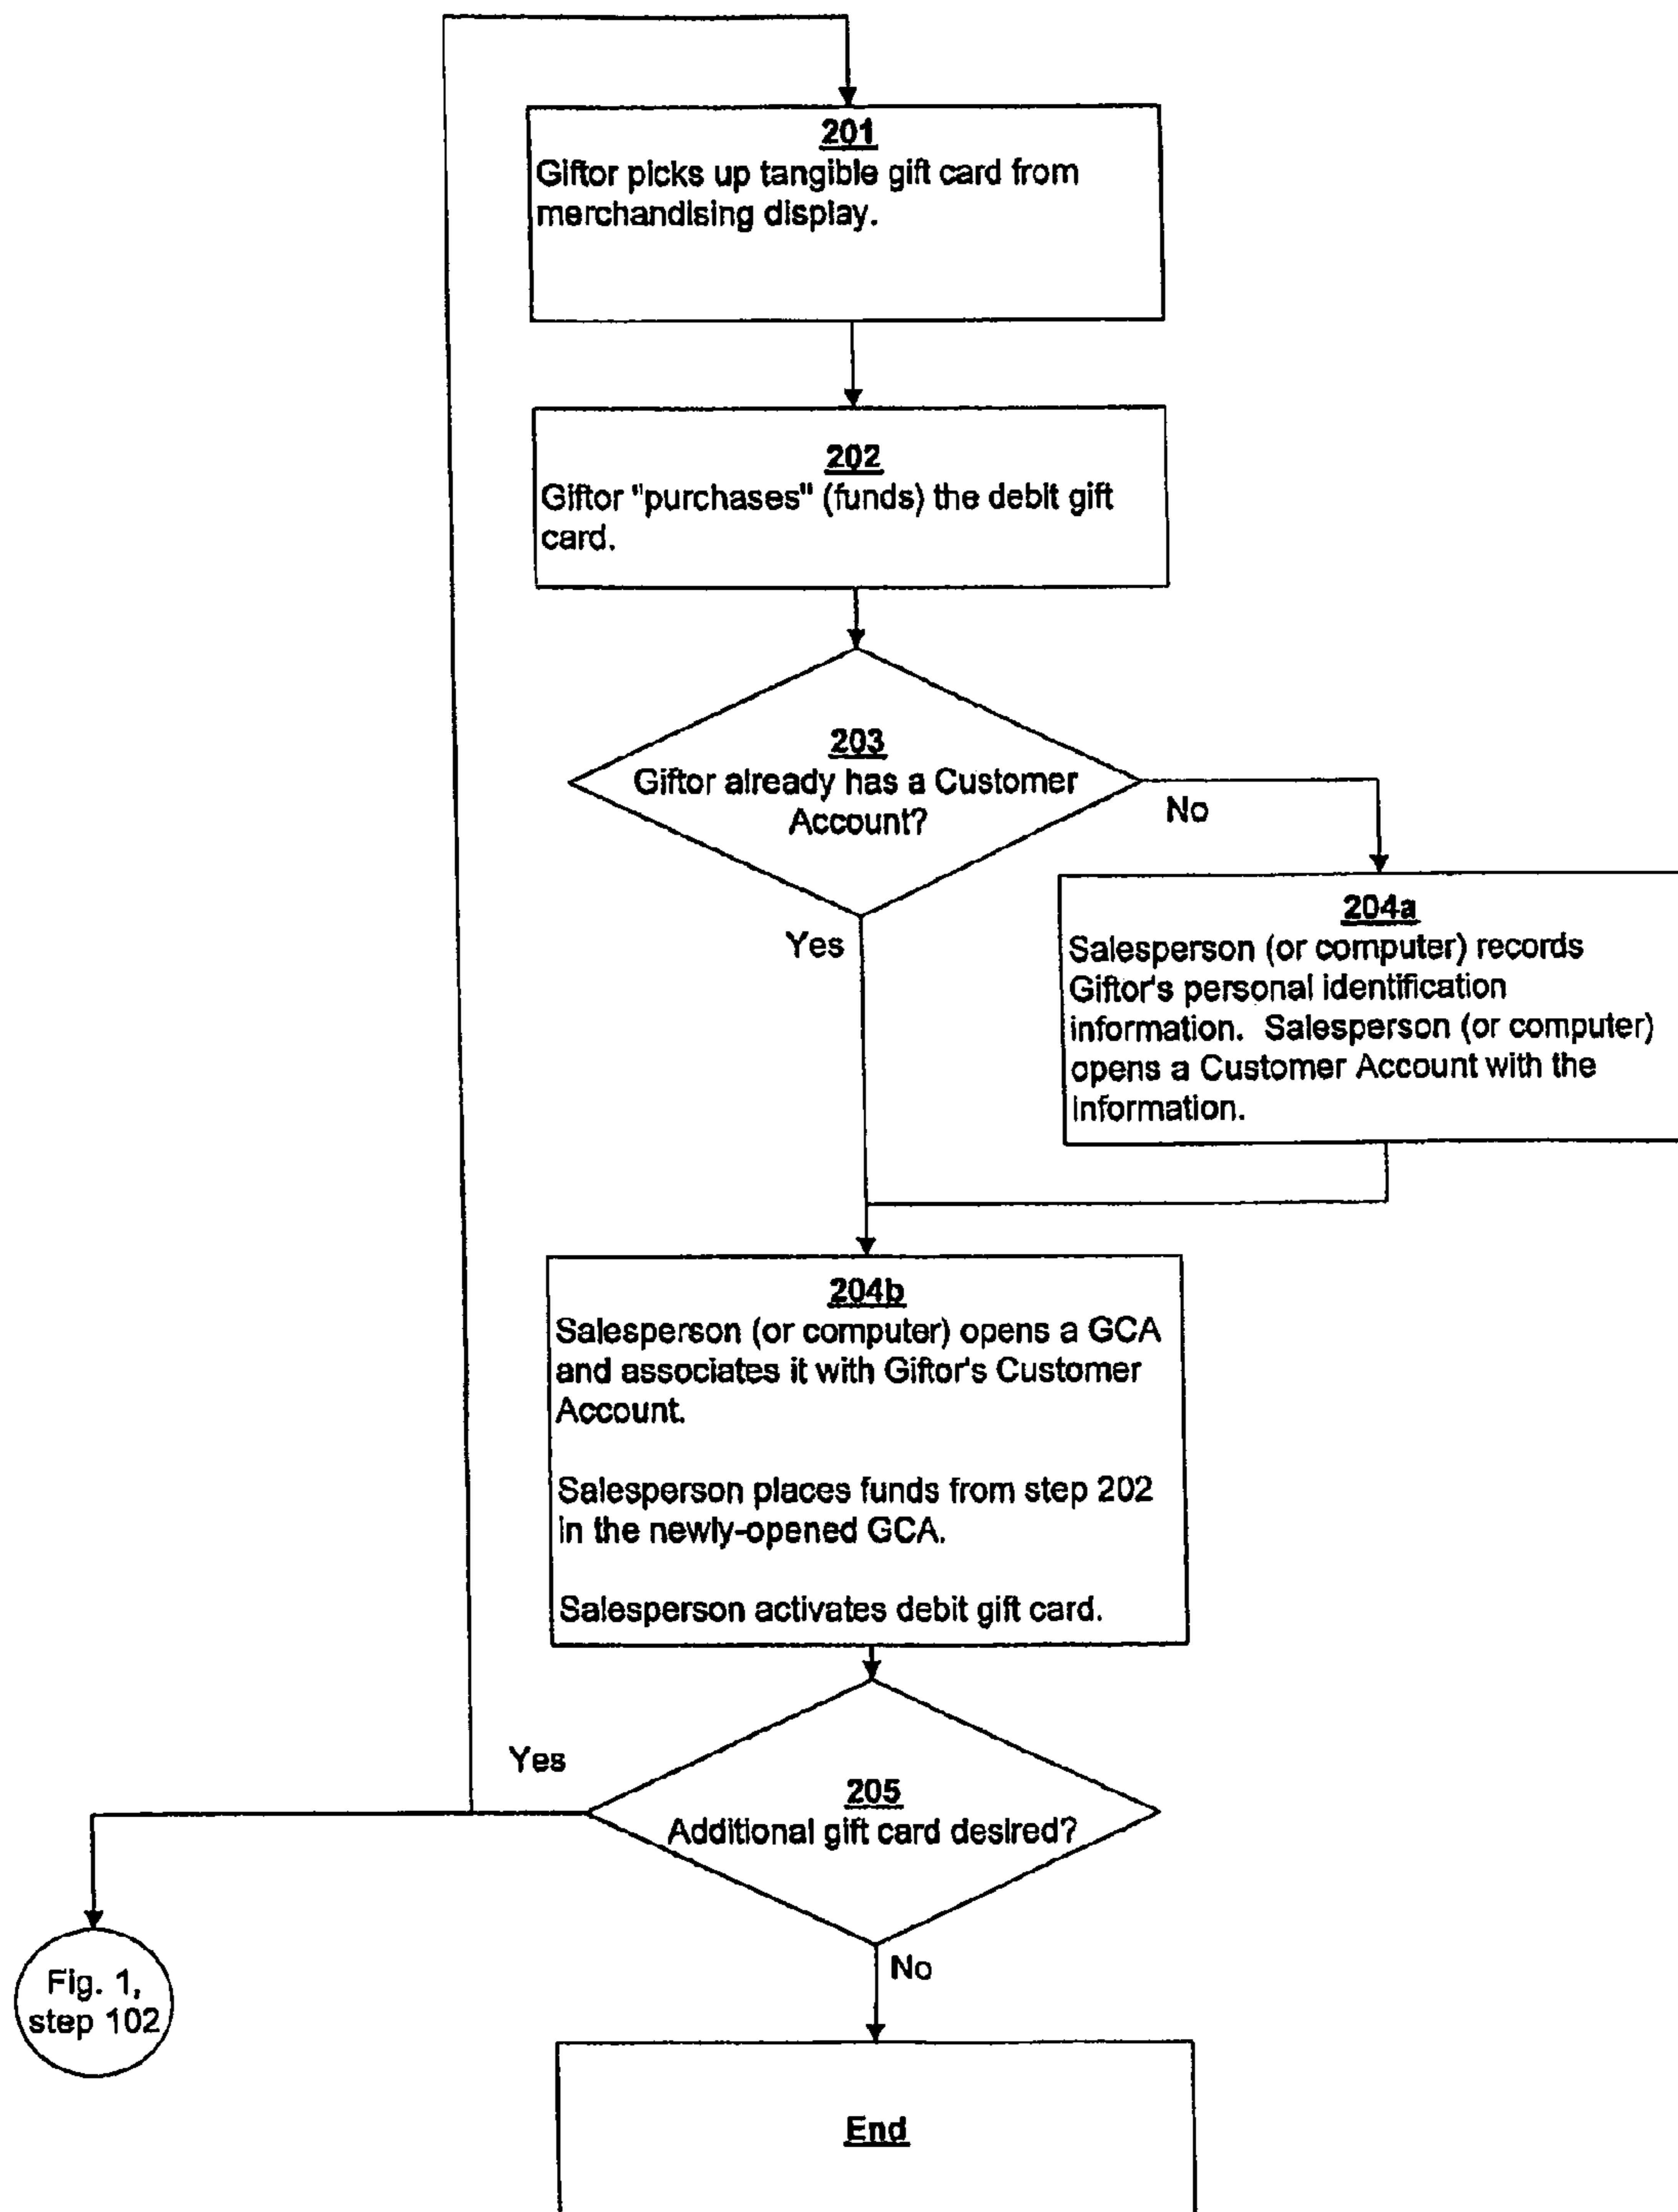 201
Giftor picks up tangible gift card from
merchandising display.
202
Giftor "purchases" (funds) the debit gift
card.
203
Giftor already has a Customer
Account?
No
Yes
204a
Salesperson (or computer) records
Giftor's personal identification
information. Salesperson (or computer)
opens a Customer Account with the
information.
204b
Salesperson (or computer) opens a GCA
and associates it with Giftor's Customer
Account.
Salesperson places funds from step 202
in the newly-opened GCA.
Salesperson activates debit gift card.
Yes
205
Additional gift card desired?
Fig. 1,
step 102
No
End